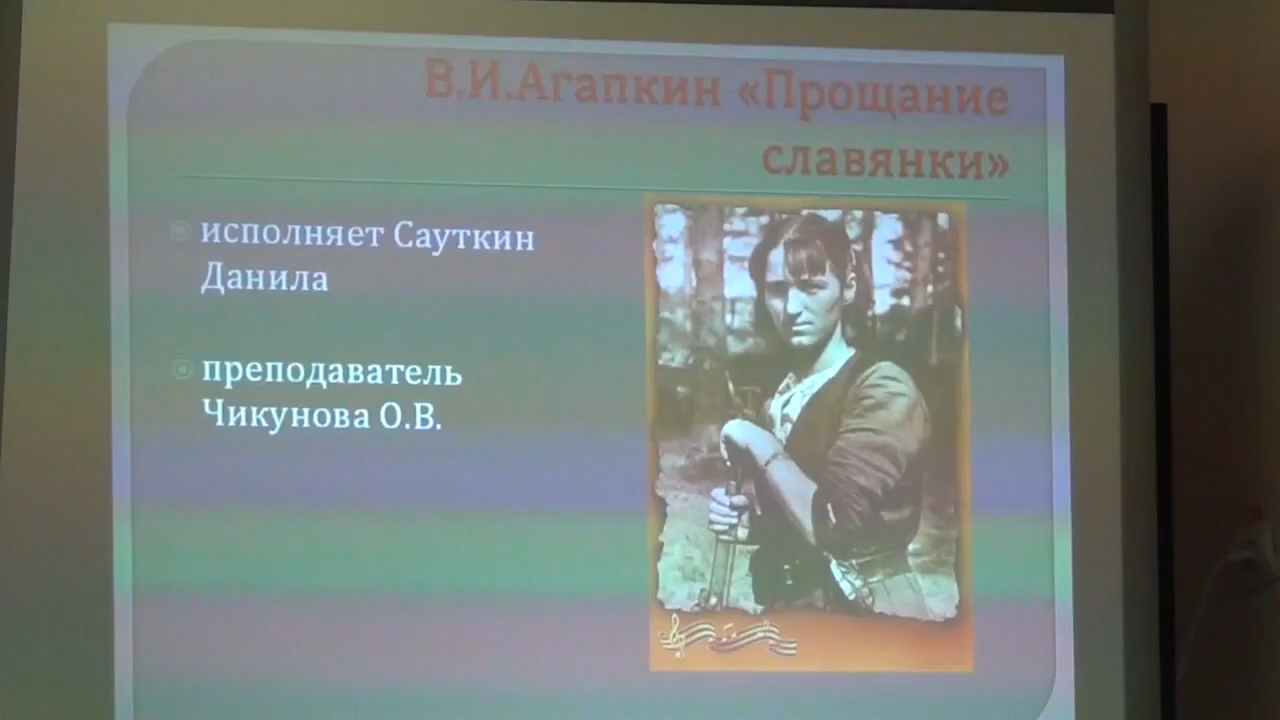 В.И.Агапкин «Прощание
славянки»
исполняет Сауткин
Данила
преподаватель
Чикунова О.В.